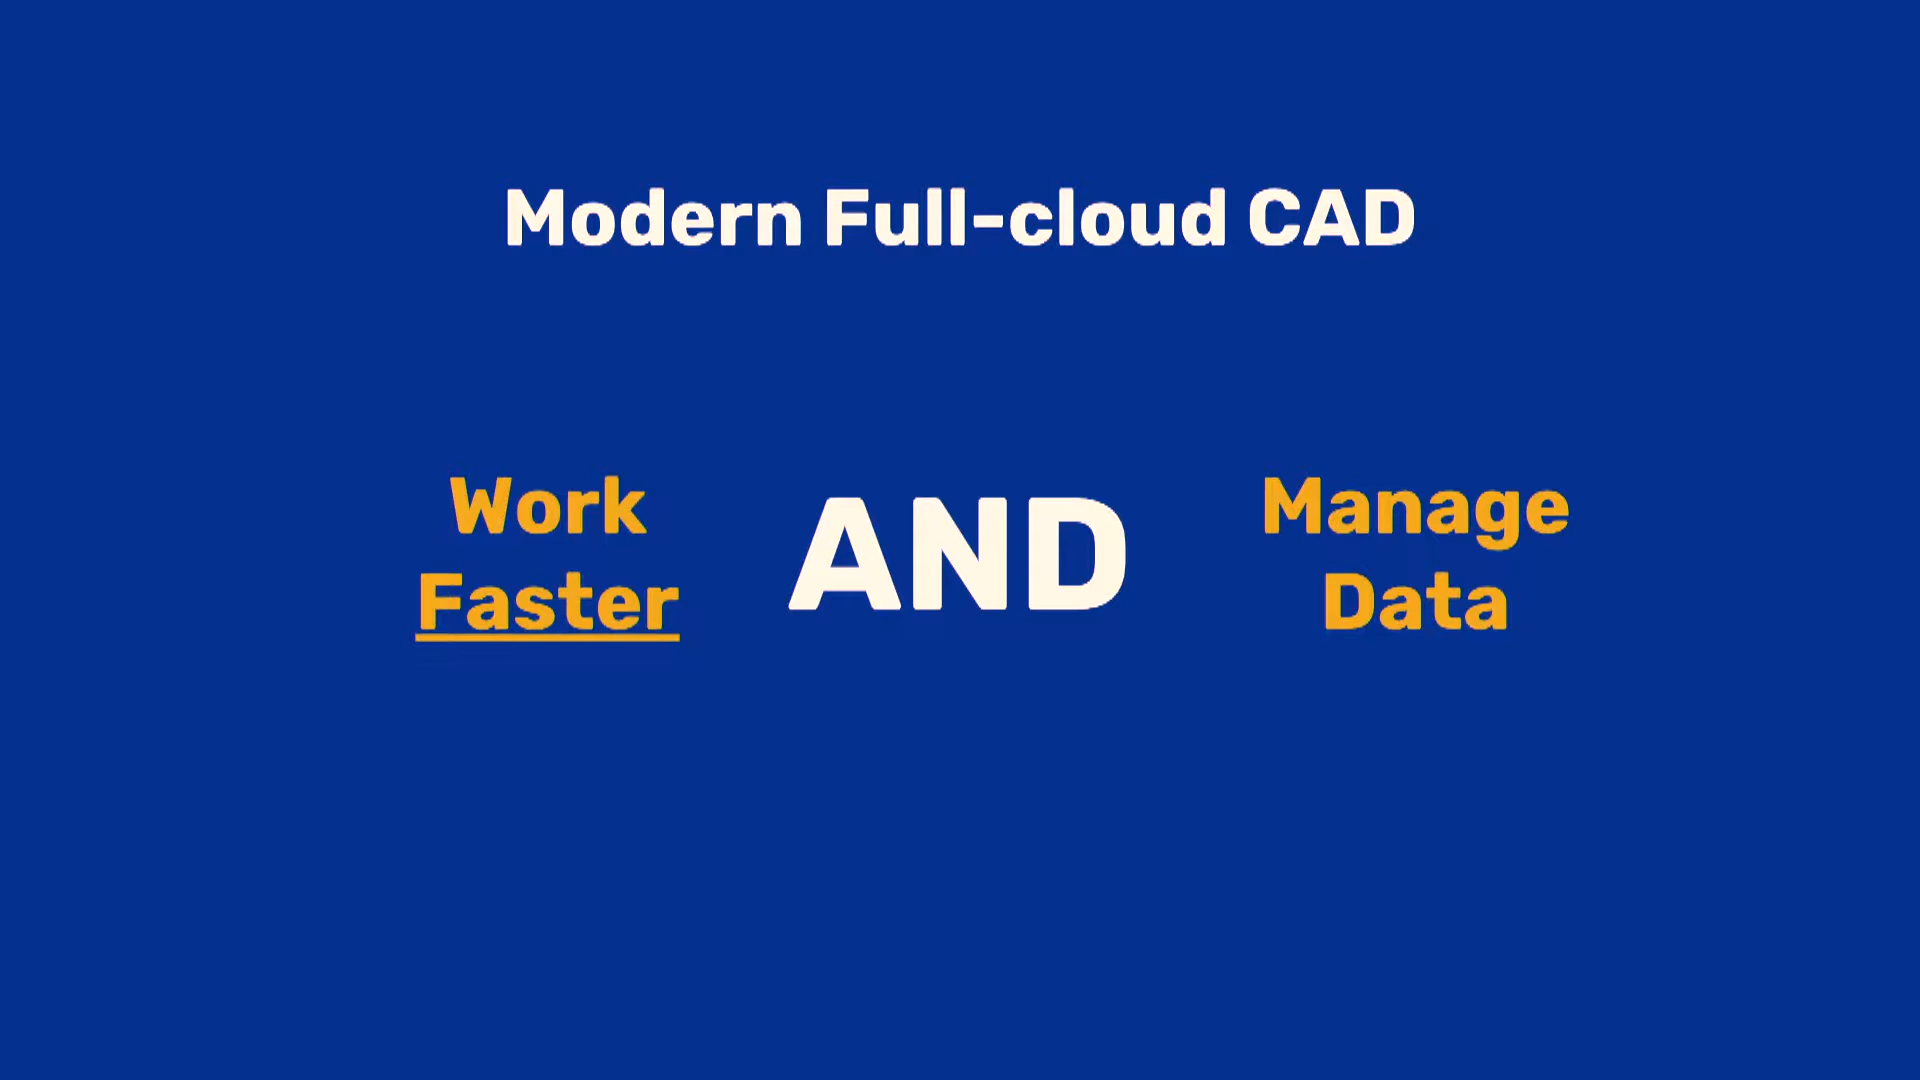 Modern Full-cloud CAD
Work
Faster
AND
Manage
Data